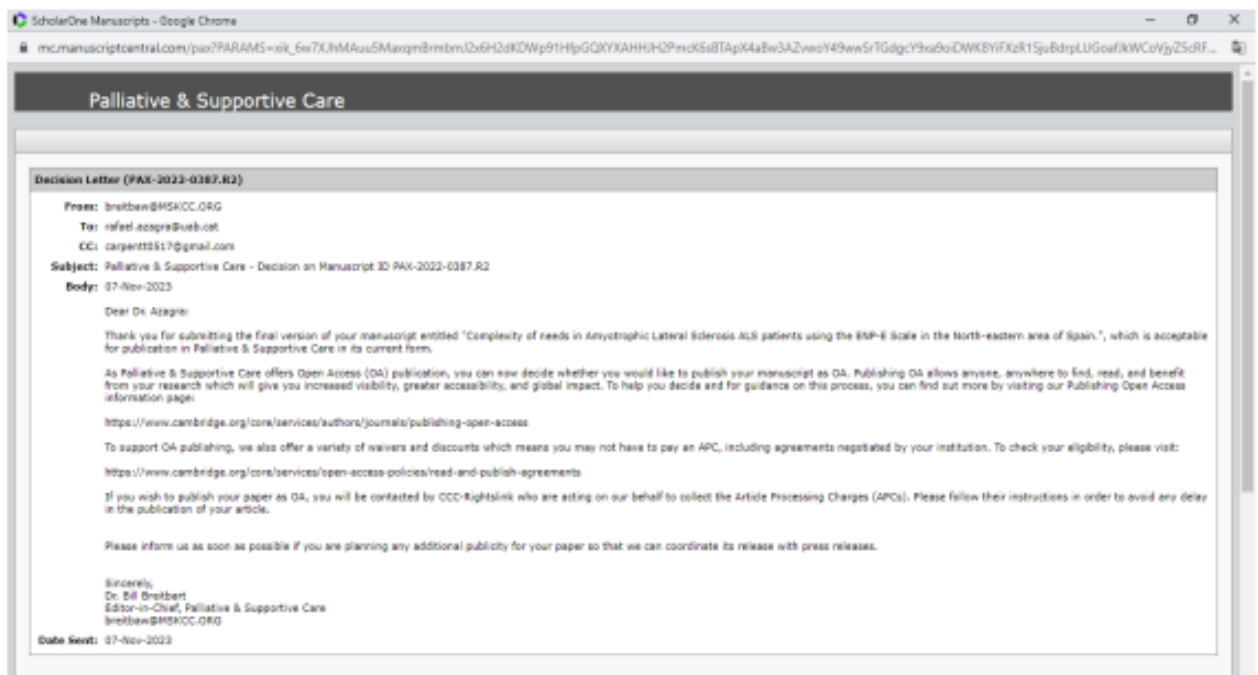 ScholarOne Manuscripts - Google Chrome
Palliative & Supportive Care
Decision Letter (PAX-2022-0387.R2)
From: breitbaw@MSKCC.ORG
To: rafael.azagra@uab.cat
CC: carpentt0517@gmail.com
Subject: Palliative & Supportive Care - Decision on Manuscript ID PAX-2022-0387.R2
Body: 07-Nov-2023
Dear Dr. Azagra:
Thank you for submitting the final version of your manuscript entitled "Complexity of needs in Amyotrophic Lateral Sclerosis ALS patients using the ENP-E Scale in the North-eastern area of Spain.", which is acceptable
for publication in Palliative & Supportive Care in its current form.
As Palliative & Supportive Care offers Open Access (OA) publication, you can now decide whether you would like to publish your manuscript as OA. Publishing OA allows anyone, anywhere to find, read, and benefit
from your research which will give you increased visibility, greater accessibility, and global impact. To help you decide and for guidance on this process, you can find out more by visiting our Publishing Open Access
information page:
https://www.cambridge.org/core/services/authors/journals/publishing-open-access
To support OA publishing, we also offer a variety of waivers and discounts which means you may not have to pay an APC, including agreements negotiated by your institution. To check your eligibility, please visit:
https://www.cambridge.org/core/services/open-access-policies/read-and-publish-agreements
If you wish to publish your paper as OA, you will be contacted by CCC-Rightslink who are acting on our behalf to collect the Article Processing Charges (APCs). Please follow their instructions in order to avoid any delay
in the publication of your article.
Please inform us as soon as possible if you are planning any additional publicity for your paper so that we can coordinate its release with press releases.
Sincerely,
Dr. Bill Breitbart
Editor-in-Chief, Palliative & Supportive Care
breitbaw@MSKCC.ORG
Date Sent: 07-Nov-2023